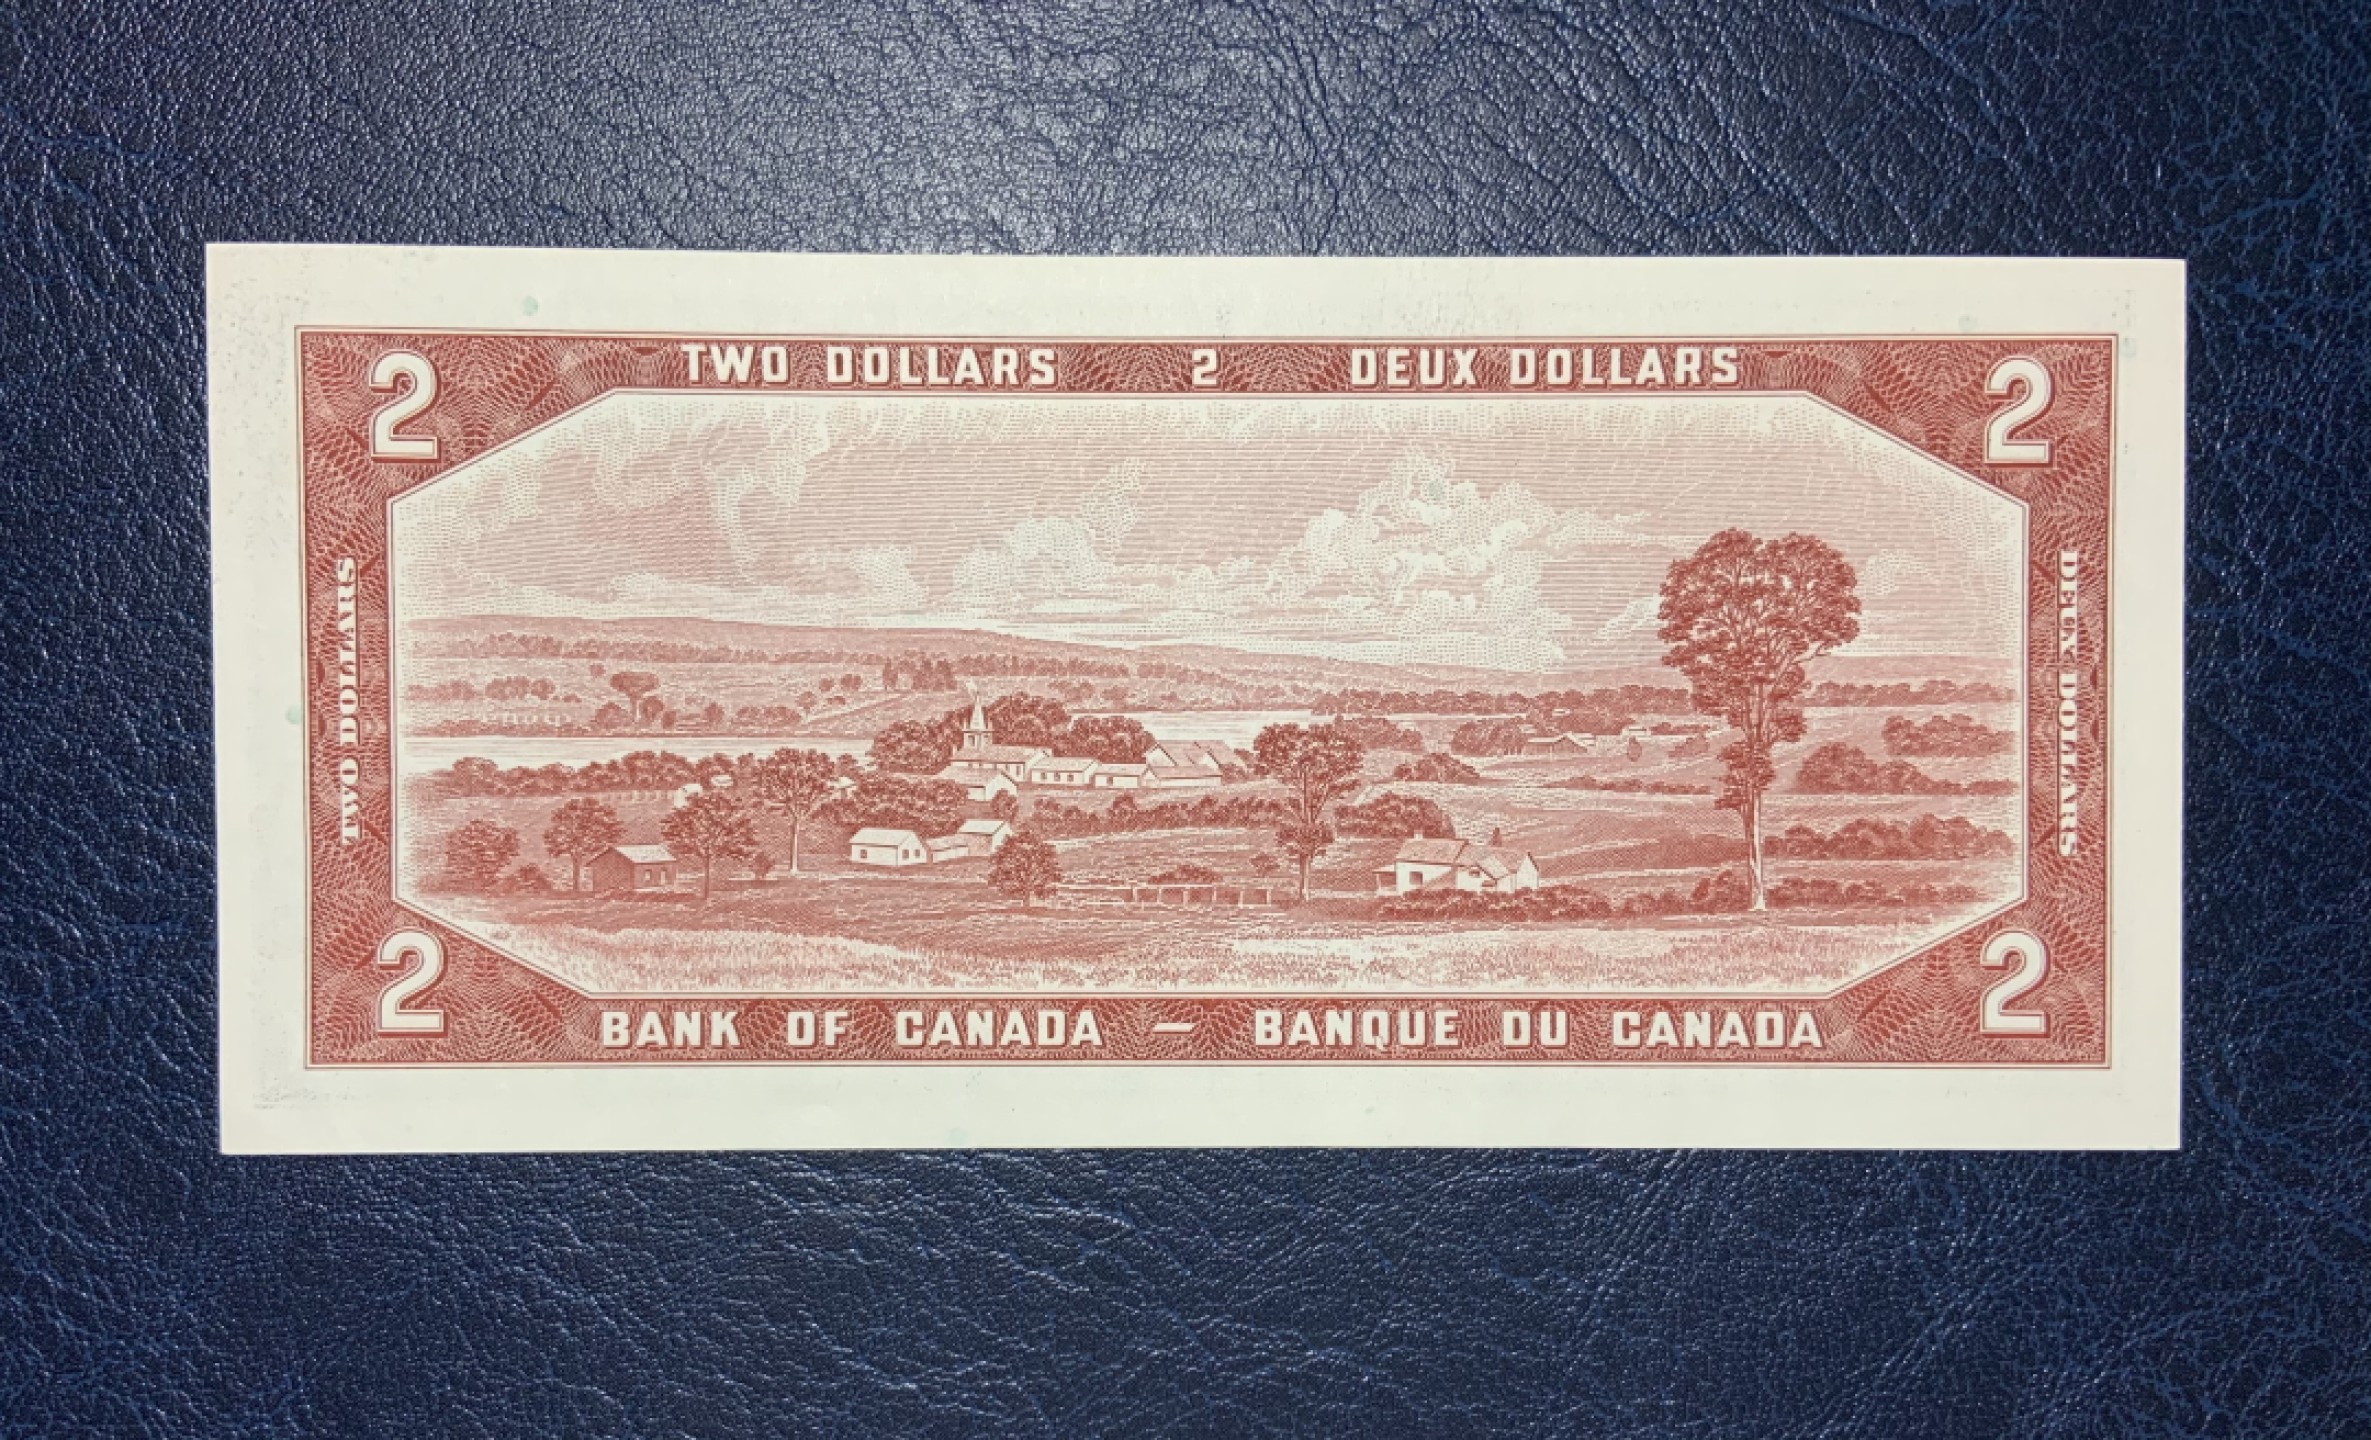 2 TWO DOLLARS 2 DEUX DOLLARS 2
TWO DOLLARS
DEUX DOLLARS
2 BANK OF CANADA — BANQUE DU CANADA 2